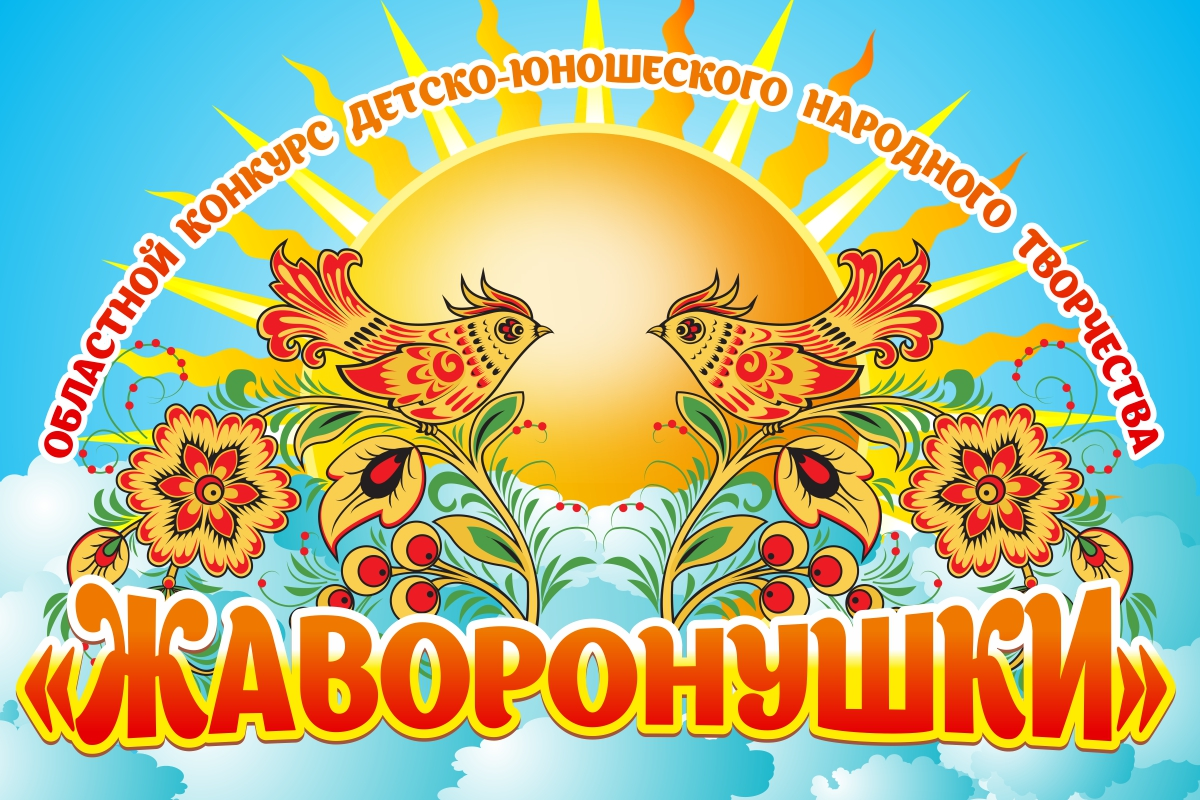 ОБЛАСТНОЙ КОНКУРС ДЕТСКО-ЮНОШЕСКОГО НАРОДНОГО ТВОРЧЕСТВА
«ЖАВОРОНУШКИ»